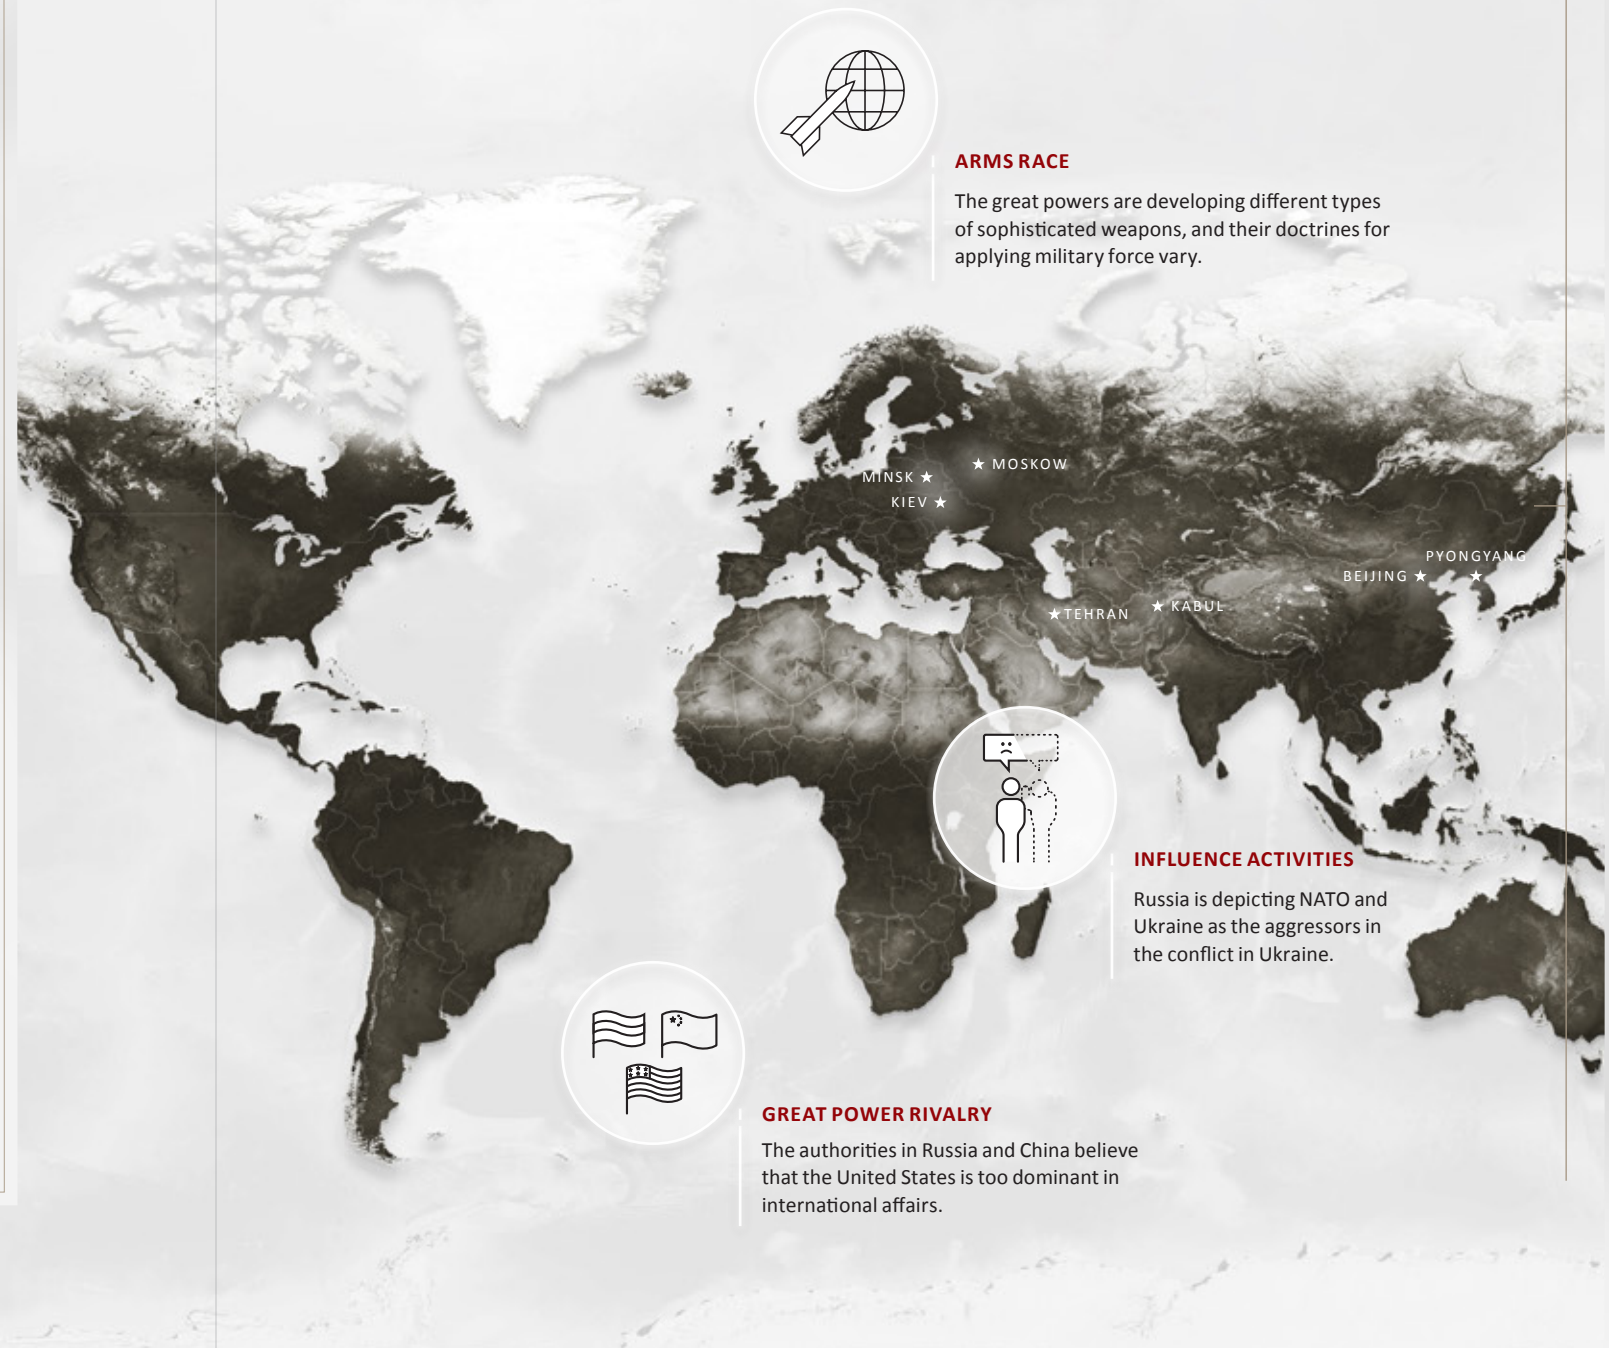 ARMS RACE
The great powers are developing different types
of sophisticated weapons, and their doctrines for
applying military force vary.
MOSKOW
MINSK
KIEV
PYONGYANG
BEIJING
KABUL
TEHRAN
INFLUENCE ACTIVITIES
Russia is depicting NATO and
Ukraine as the aggressors in
the conflict in Ukraine.
GREAT POWER RIVALRY
The authorities in Russia and China believe
that the United States is too dominant in
international affairs.